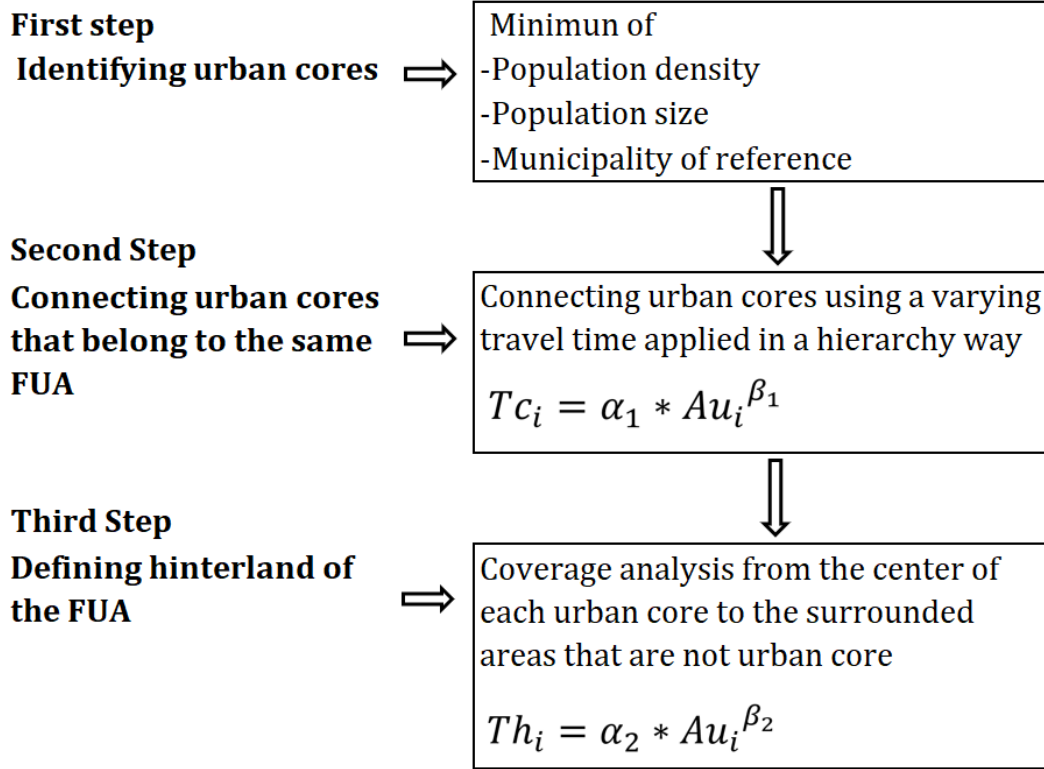 First step
Identifying urban cores
Minimun of
-Population density
-Population size
-Municipality of reference
Second Step
Connecting urban cores
that belong to the same
FUA
Connecting urban cores using a varying
travel time applied in a hierarchy way
Tc_i = α_1 * Au_i^{β_1}
Third Step
Defining hinterland of
the FUA
Coverage analysis from the center of
each urban core to the surrounded
areas that are not urban core
Th_i = α_2 * Au_i^{β_2}